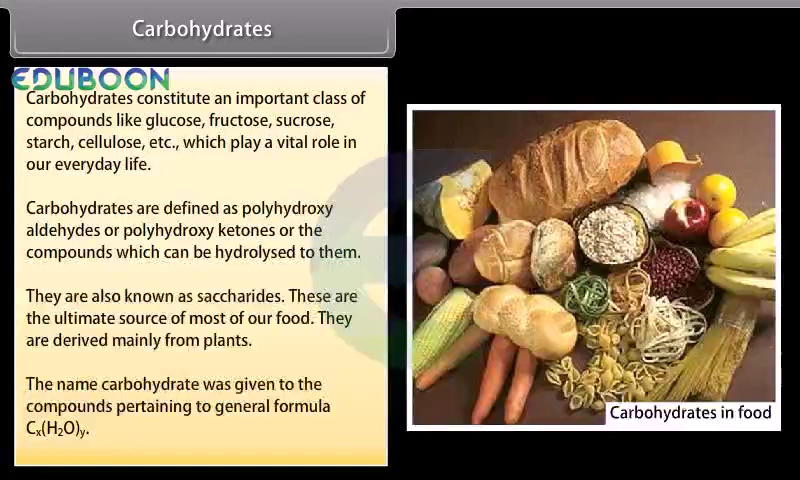 Carbohydrates
EDUBOON
Carbohydrates constitute an important class of
compounds like glucose, fructose, sucrose,
starch, cellulose, etc., which play a vital role in
our everyday life.
Carbohydrates are defined as polyhydroxy
aldehydes or polyhydroxy ketones or the
compounds which can be hydrolysed to them.
They are also known as saccharides. These are
the ultimate source of most of our food. They
are derived mainly from plants.
The name carbohydrate was given to the
compounds pertaining to general formula
Cₓ(H₂O)ᵧ.
Carbohydrates in food